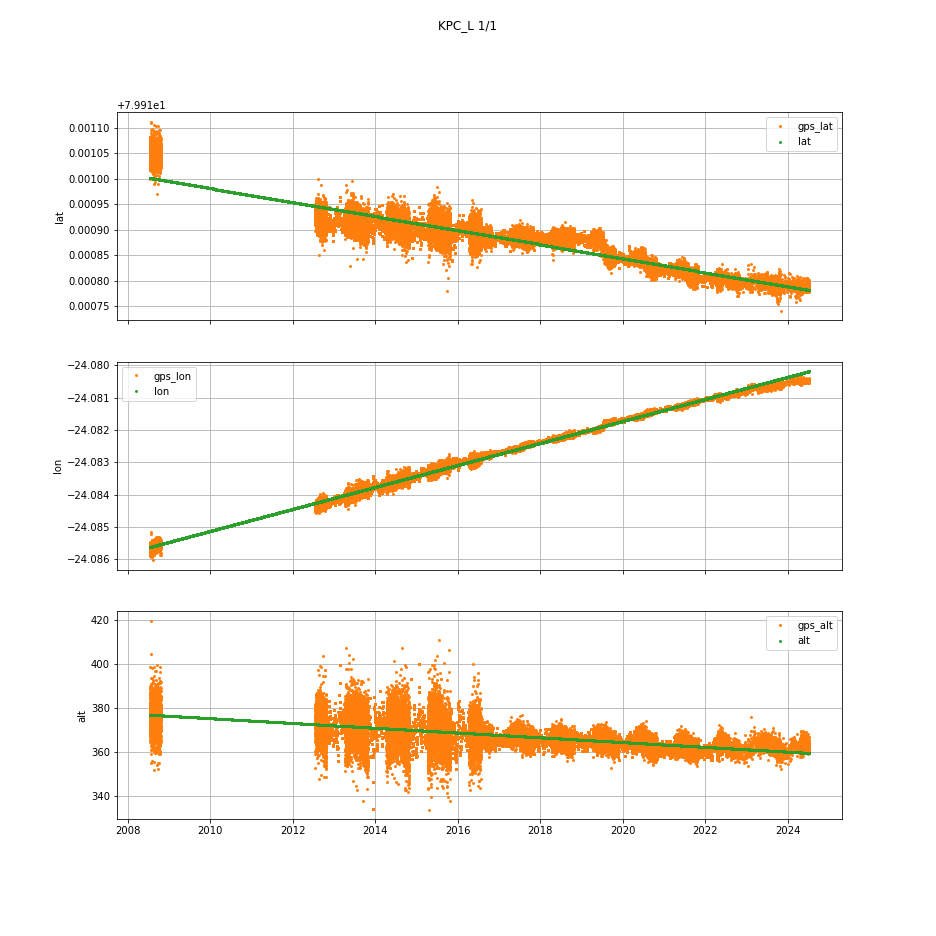 KPC_L 1/1
+7.991e1
0.00110
0.00105
0.00100
0.00095
0.00090
0.00085
0.00080
0.00075
lat
gps_lat
lat
−24.080
−24.081
−24.082
−24.083
−24.084
−24.085
−24.086
lon
gps_lon
lon
420
400
380
360
340
alt
gps_alt
alt
2008 2010 2012 2014 2016 2018 2020 2022 2024